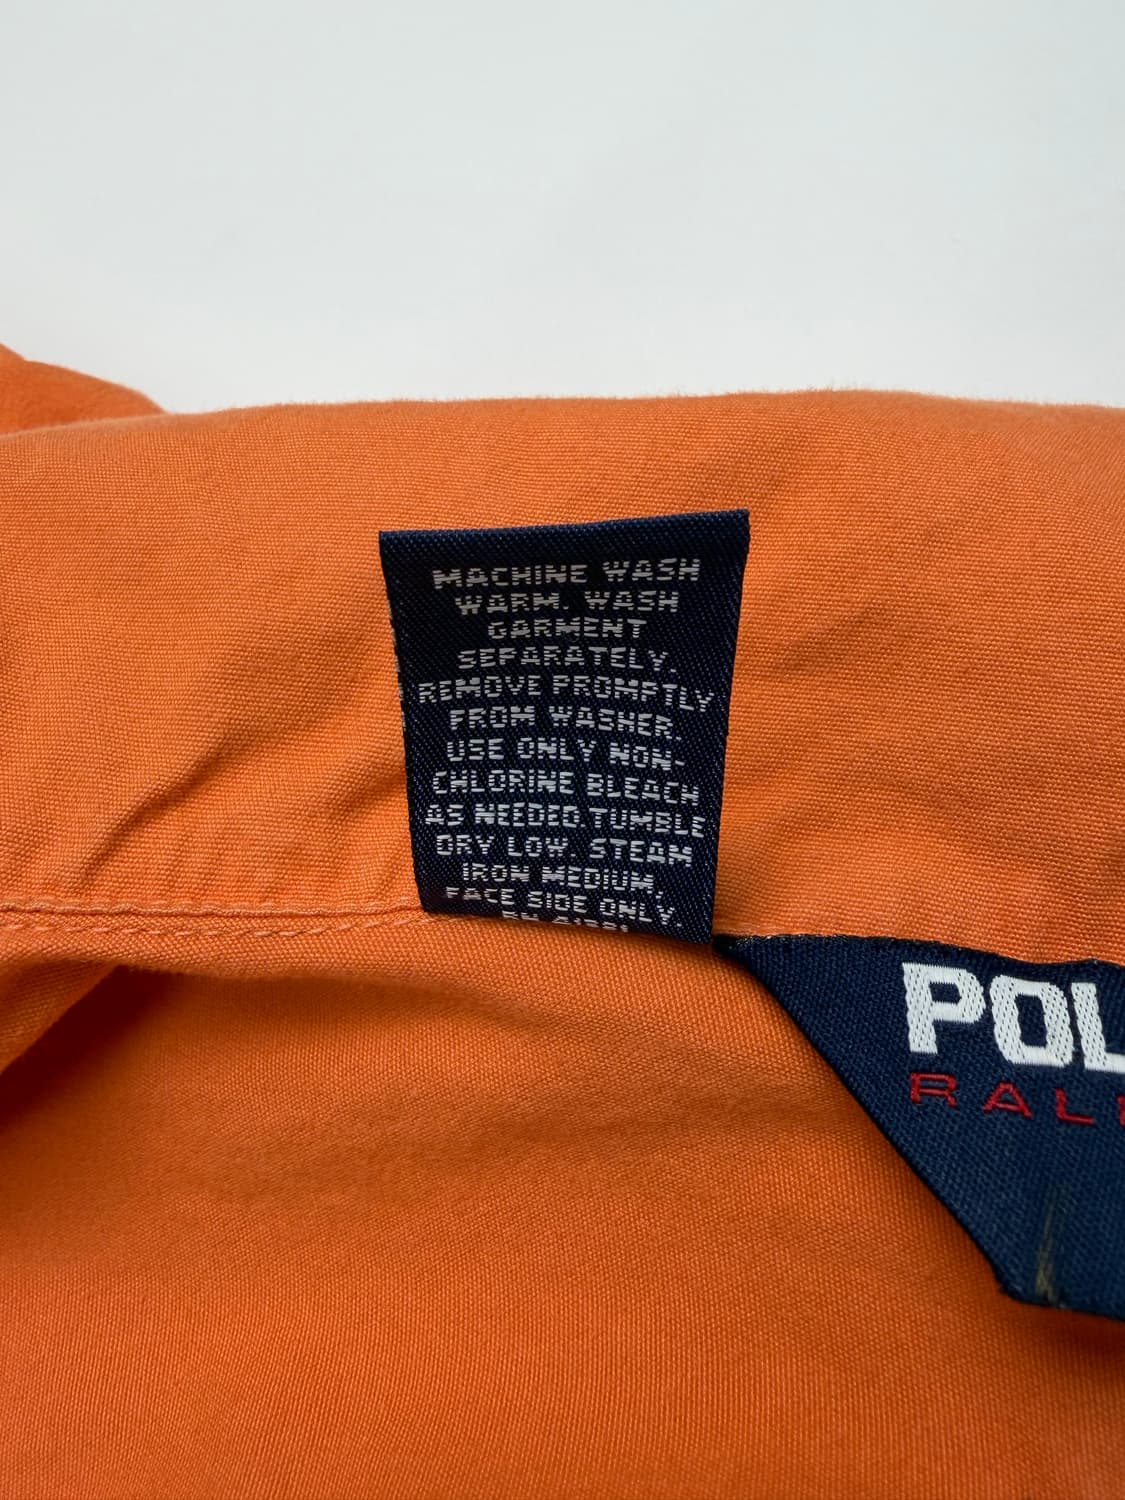 MACHINE WASH
WARM. WASH
GARMENT
SEPARATELY.
REMOVE PROMPTLY
FROM WASHER.
USE ONLY NON-
CHLORINE BLEACH
AS NEEDED TUMBLE
DRY LOW. STEAM
IRON MEDIUM,
FACE SIDE ONLY.
POL
RAL